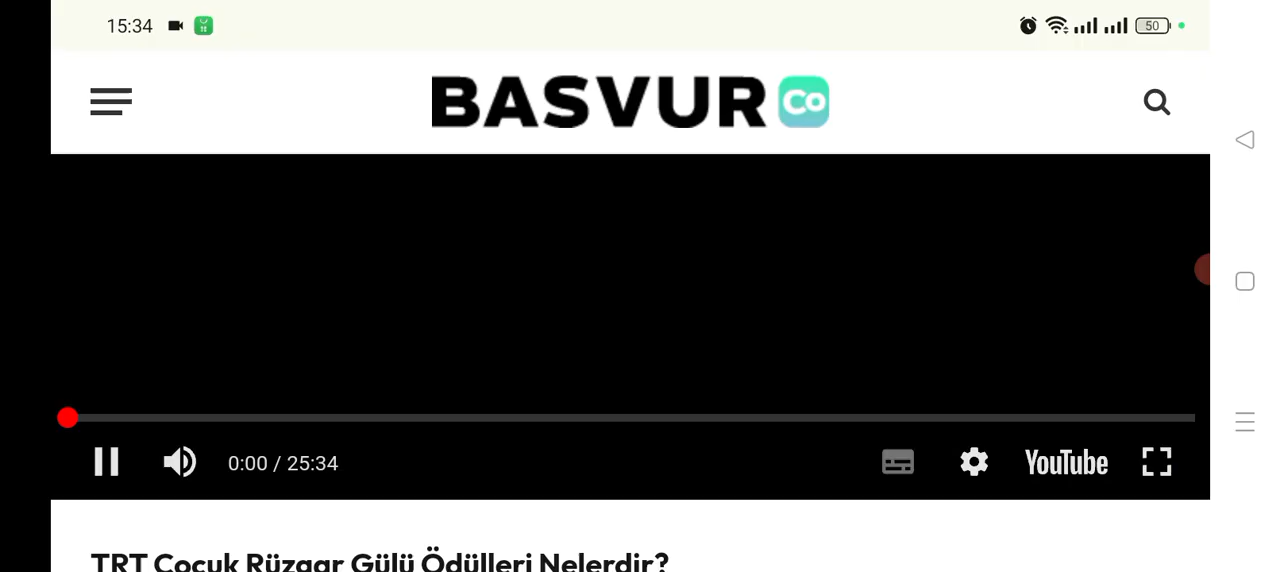 15:34
50
BASVUR Co
0:00 / 25:34
YouTube
TRT Çocuk Rüzgar Gülü Ödülleri Nelerdir?